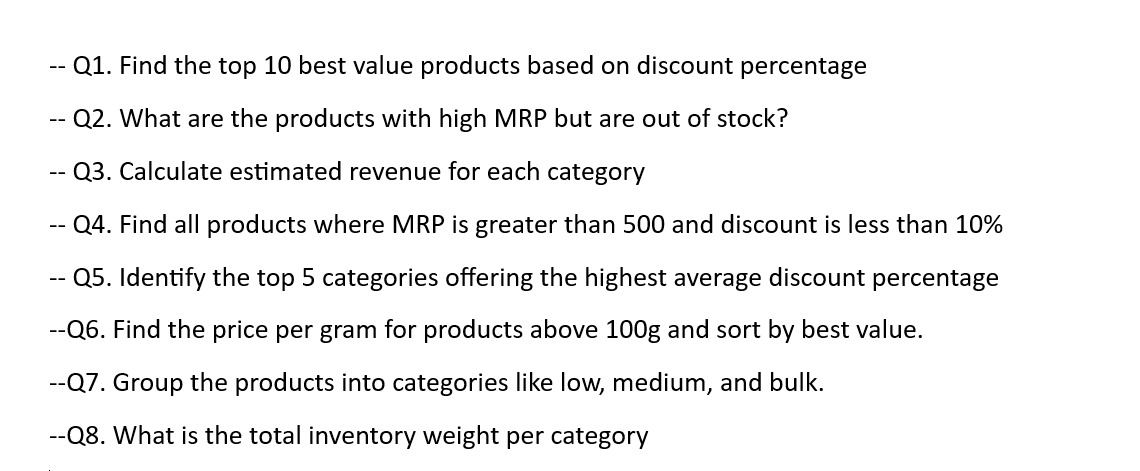 -- Q1. Find the top 10 best value products based on discount percentage
-- Q2. What are the products with high MRP but are out of stock?
-- Q3. Calculate estimated revenue for each category
-- Q4. Find all products where MRP is greater than 500 and discount is less than 10%
-- Q5. Identify the top 5 categories offering the highest average discount percentage
--Q6. Find the price per gram for products above 100g and sort by best value.
--Q7. Group the products into categories like low, medium, and bulk.
--Q8. What is the total inventory weight per category